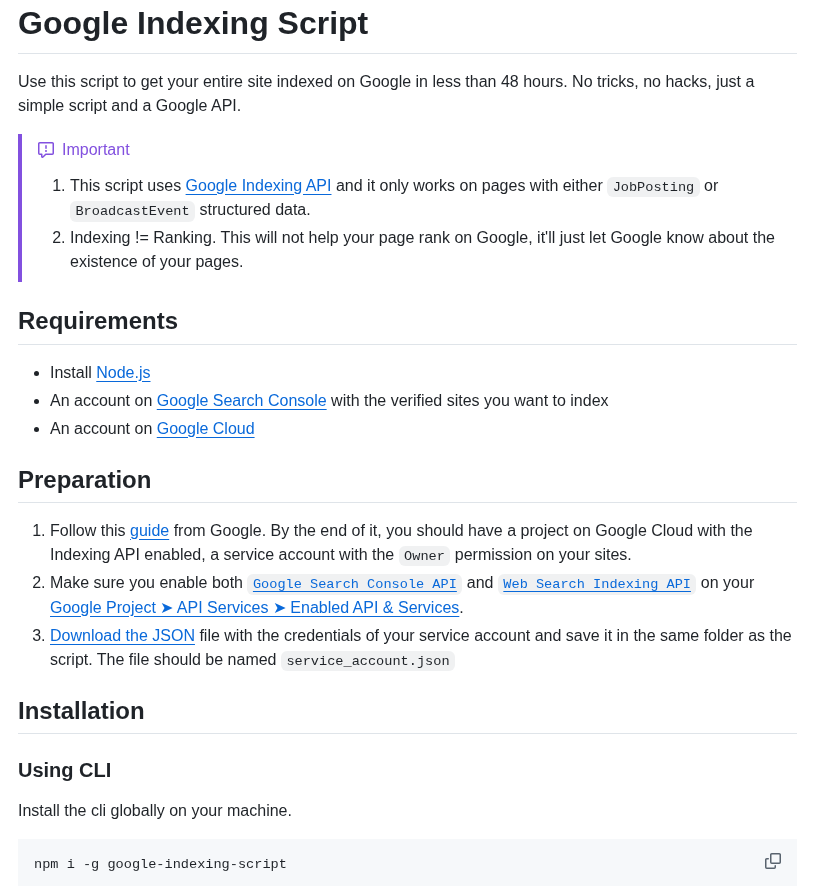 Google Indexing Script
Use this script to get your entire site indexed on Google in less than 48 hours. No tricks, no hacks, just a
simple script and a Google API.
Important
1. This script uses Google Indexing API and it only works on pages with either JobPosting or
BroadcastEvent structured data.
2. Indexing != Ranking. This will not help your page rank on Google, it'll just let Google know about the
existence of your pages.
Requirements
• Install Node.js
• An account on Google Search Console with the verified sites you want to index
• An account on Google Cloud
Preparation
1. Follow this guide from Google. By the end of it, you should have a project on Google Cloud with the
Indexing API enabled, a service account with the Owner permission on your sites.
2. Make sure you enable both Google Search Console API and Web Search Indexing API on your
Google Project ➤ API Services ➤ Enabled API & Services.
3. Download the JSON file with the credentials of your service account and save it in the same folder as the
script. The file should be named service_account.json
Installation
Using CLI
Install the cli globally on your machine.
npm i -g google-indexing-script